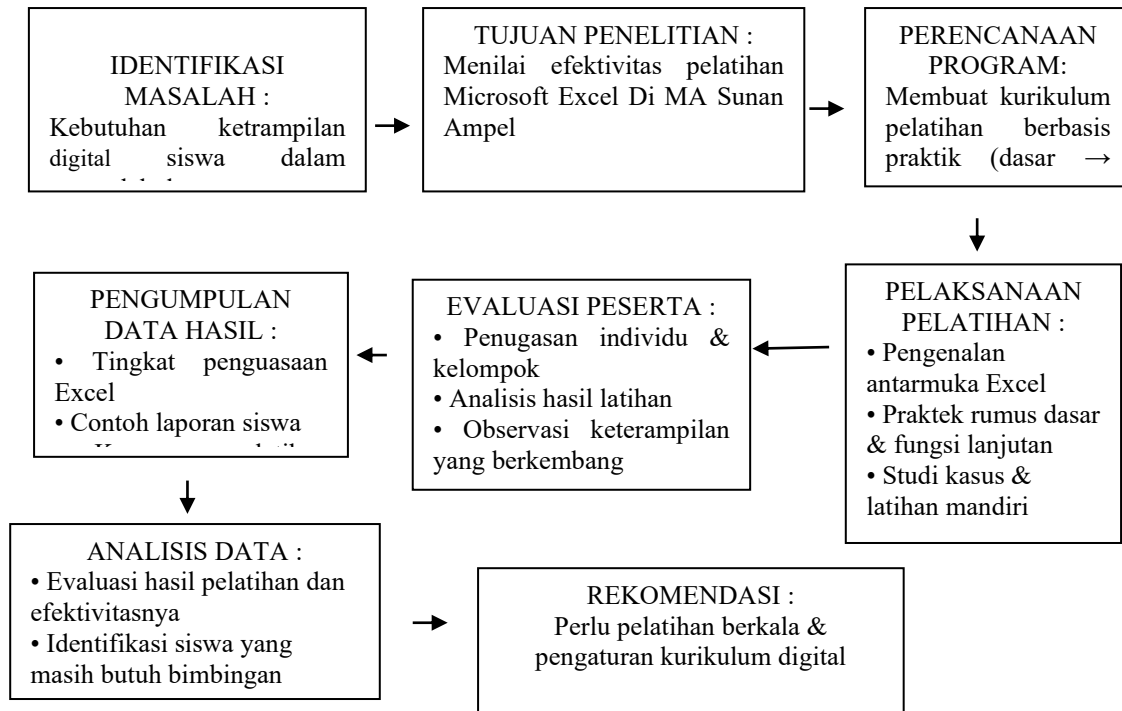 IDENTIFIKASI
MASALAH :
Kebutuhan ketrampilan
digital siswa dalam
TUJUAN PENELITIAN :
Menilai efektivitas pelatihan
Microsoft Excel Di MA Sunan
Ampel
PERENCANAAN
PROGRAM:
Membuat kurikulum
pelatihan berbasis
praktik (dasar →
PELAKSANAAN
PELATIHAN :
• Pengenalan
antarmuka Excel
• Praktek rumus dasar
& fungsi lanjutan
• Studi kasus &
latihan mandiri
EVALUASI PESERTA :
• Penugasan individu &
kelompok
• Analisis hasil latihan
• Observasi keterampilan
yang berkembang
PENGUMPULAN
DATA HASIL :
• Tingkat penguasaan
Excel
• Contoh laporan siswa
ANALISIS DATA :
• Evaluasi hasil pelatihan dan
efektivitasnya
• Identifikasi siswa yang
masih butuh bimbingan
REKOMENDASI :
Perlu pelatihan berkala &
pengaturan kurikulum digital